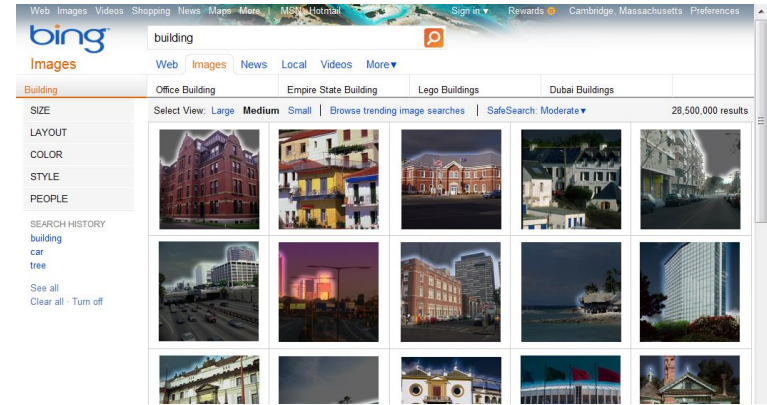 Web Images Videos Shopping News Maps More | MSN Hotmail Sign in ▾ Rewards Cambridge, Massachusetts Preferences
bing
building
Images
Web Images News Local Videos More▾
Building Office Building Empire State Building Lego Buildings Dubai Buildings
SIZE
Select View: Large Medium Small | Browse trending image searches | SafeSearch: Moderate▾ 28,500,000 results
LAYOUT
COLOR
STYLE
PEOPLE
SEARCH HISTORY
building
car
tree
See all
Clear all · Turn off